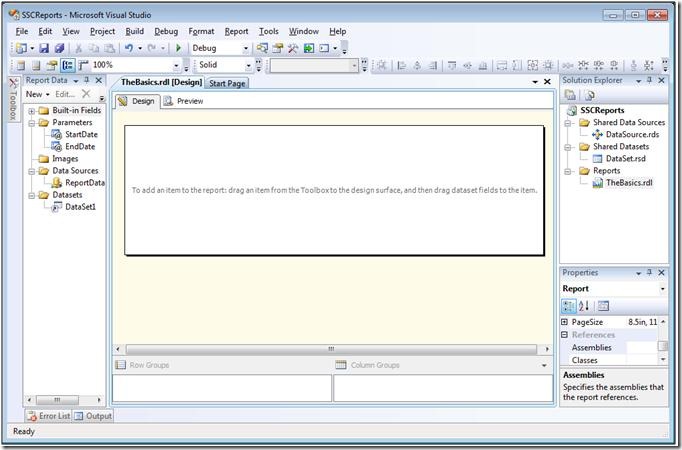 SSCReports - Microsoft Visual Studio
File Edit View Project Build Debug Format Report Tools Window Help
Debug
100% Solid
Toolbox
Report Data
New Edit...
Built-in Fields
Parameters
StartDate
EndDate
Images
Data Sources
ReportData
Datasets
DataSet1
TheBasics.rdl [Design] Start Page
Design Preview
To add an item to the report: drag an item from the Toolbox to the design surface, and then drag dataset fields to the item.
Row Groups Column Groups
Solution Explorer
SSCReports
Shared Data Sources
DataSource.rds
Shared Datasets
DataSet.rsd
Reports
TheBasics.rdl
Properties
Report
PageSize 8.5in, 11
References
Assemblies
Classes
Assemblies
Specifies the assemblies that
the report references.
Error List Output
Ready